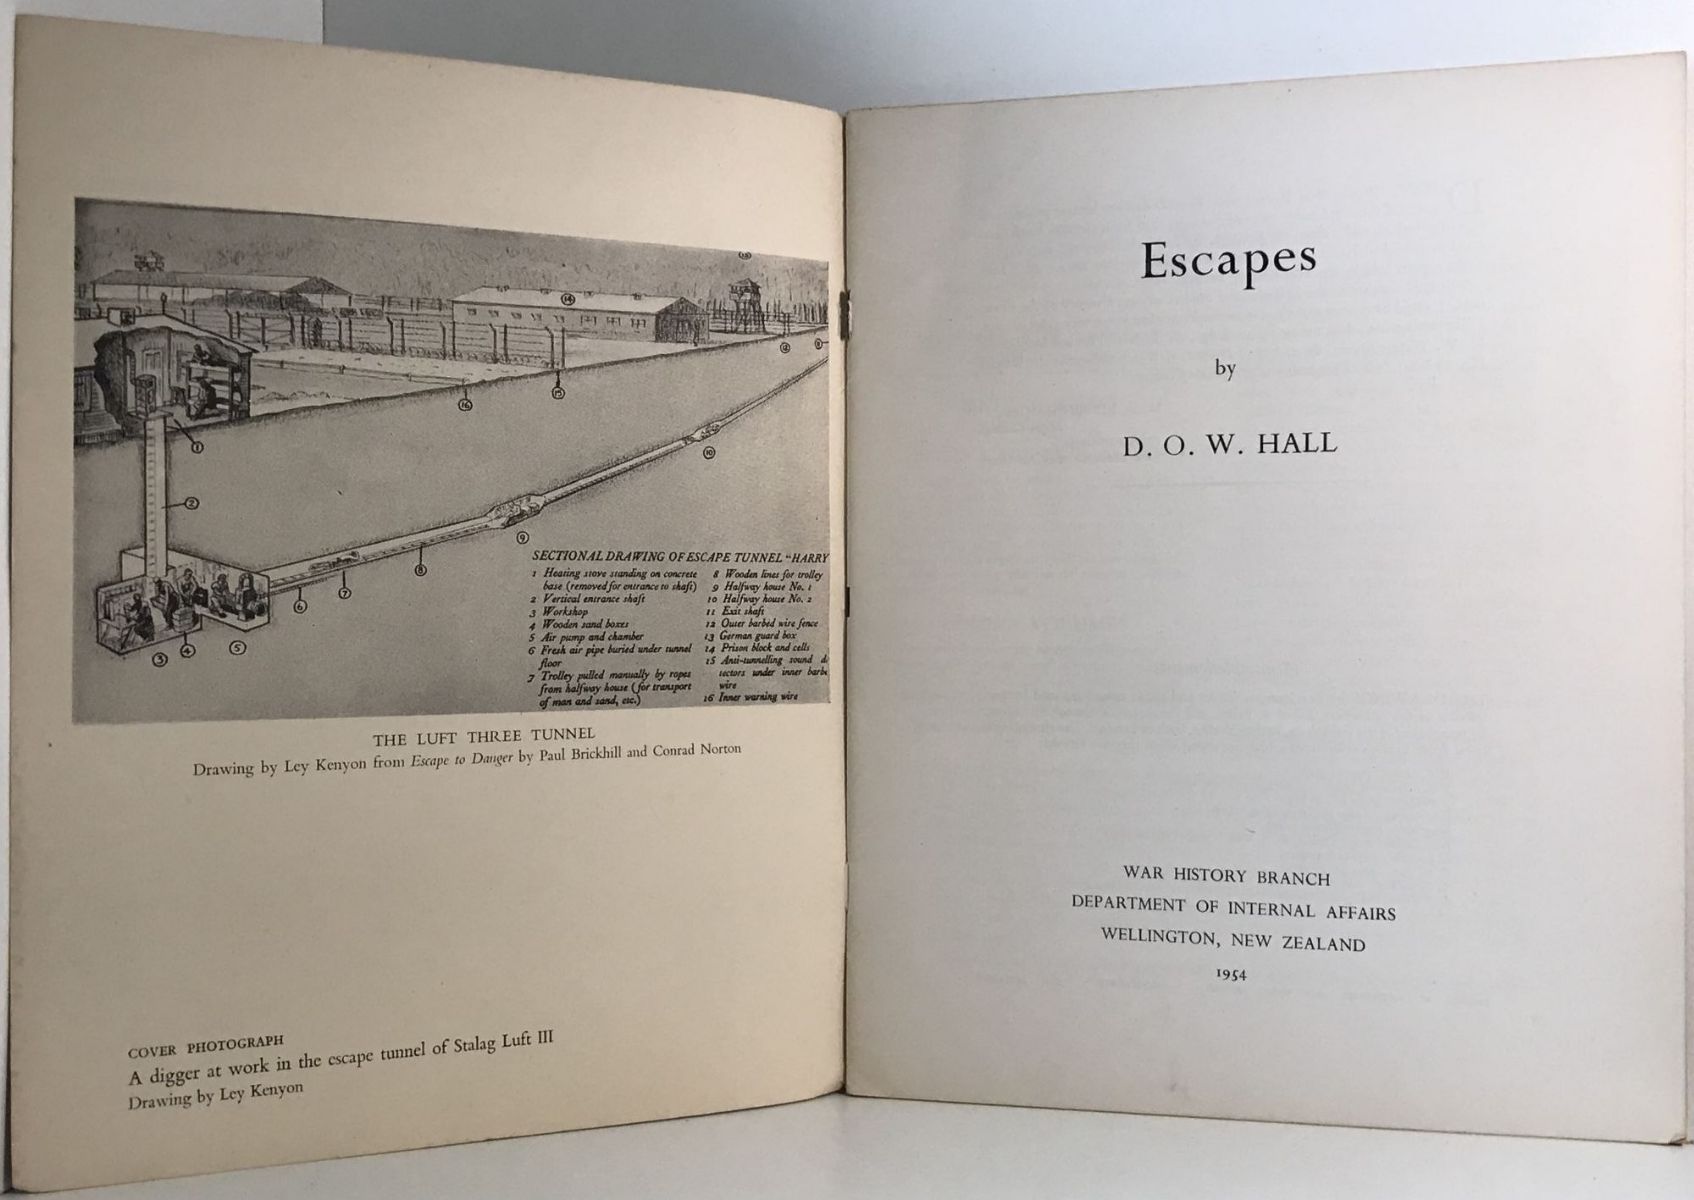 SECTIONAL DRAWING OF ESCAPE TUNNEL "HARRY
1 Heating stove standing on concrete
base (removed for entrance to shaft)
2 Vertical entrance shaft
3 Workshop
4 Wooden sand boxes
5 Air pump and chamber
6 Fresh air pipe buried under tunnel
floor
7 Trolley pulled manually by ropes
from halfway house (for transport
of man and sand, etc.)
8 Wooden lines for trolley
9 Halfway house No. 1
10 Halfway house No. 2
11 Exit shaft
12 Outer barbed wire fence
13 German guard box
14 Prison block and cells
15 Anti-tunnelling sound de
tectors under inner barbe
wire
16 Inner warning wire
THE LUFT THREE TUNNEL
Drawing by Ley Kenyon from Escape to Danger by Paul Brickhill and Conrad Norton
COVER PHOTOGRAPH
A digger at work in the escape tunnel of Stalag Luft III
Drawing by Ley Kenyon
Escapes
by
D. O. W. HALL
WAR HISTORY BRANCH
DEPARTMENT OF INTERNAL AFFAIRS
WELLINGTON, NEW ZEALAND
1954